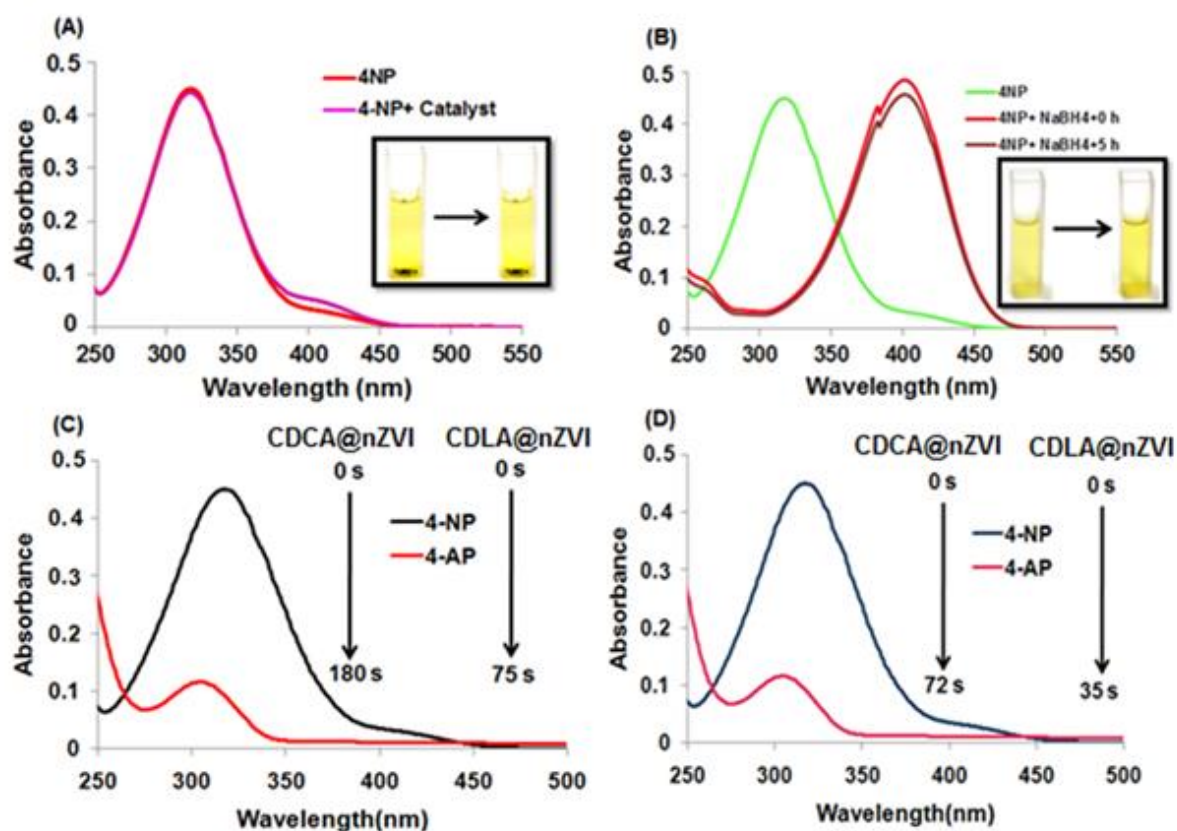 (A)
0.5
0.4
0.3
0.2
0.1
0
Absorbance
4NP
4-NP+ Catalyst
250 300 350 400 450 500 550
Wavelength (nm)
(B)
0.5
0.4
0.3
0.2
0.1
0
Absorbance
4NP
4NP+ NaBH4+0 h
4NP+ NaBH4+5 h
250 300 350 400 450 500 550
Wavelength (nm)
(C)
CDCA@nZVI CDLA@nZVI
0 s 0 s
0.5
0.4
0.3
0.2
0.1
0
Absorbance
4-NP
4-AP
180 s 75 s
250 300 350 400 450 500
Wavelength(nm)
(D)
CDCA@nZVI CDLA@nZVI
0 s 0 s
0.5
0.4
0.3
0.2
0.1
0
Absorbance
4-NP
4-AP
72 s 35 s
250 300 350 400 450 500
Wavelength(nm)